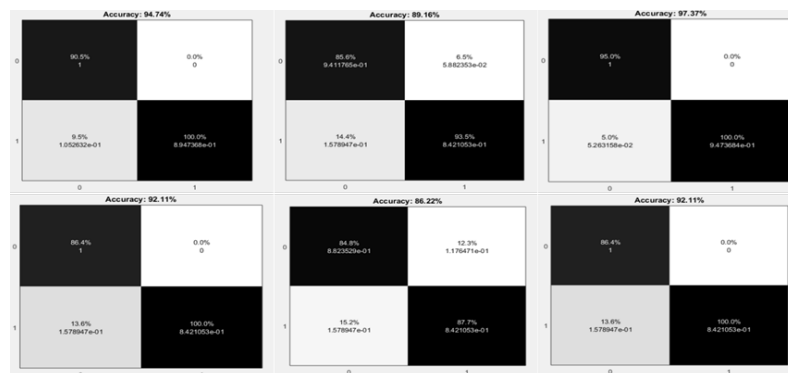 Accuracy: 94.74%
0
90.5%
1
0.0%
0
1
9.5%
1.052632e-01
100.0%
8.947368e-01
0 1
Accuracy: 89.16%
0
85.6%
9.411765e-01
6.5%
5.882353e-02
1
14.4%
1.578947e-01
93.5%
8.421053e-01
0 1
Accuracy: 97.37%
0
95.0%
1
0.0%
0
1
5.0%
5.263158e-02
100.0%
9.473684e-01
0 1
Accuracy: 92.11%
0
86.4%
1
0.0%
0
1
13.6%
1.578947e-01
100.0%
8.421053e-01
Accuracy: 86.22%
0
84.8%
8.823529e-01
12.3%
1.176471e-01
1
15.2%
1.578947e-01
87.7%
8.421053e-01
0 1
Accuracy: 92.11%
0
86.4%
1
0.0%
0
1
13.6%
1.578947e-01
100.0%
8.421053e-01
0 1